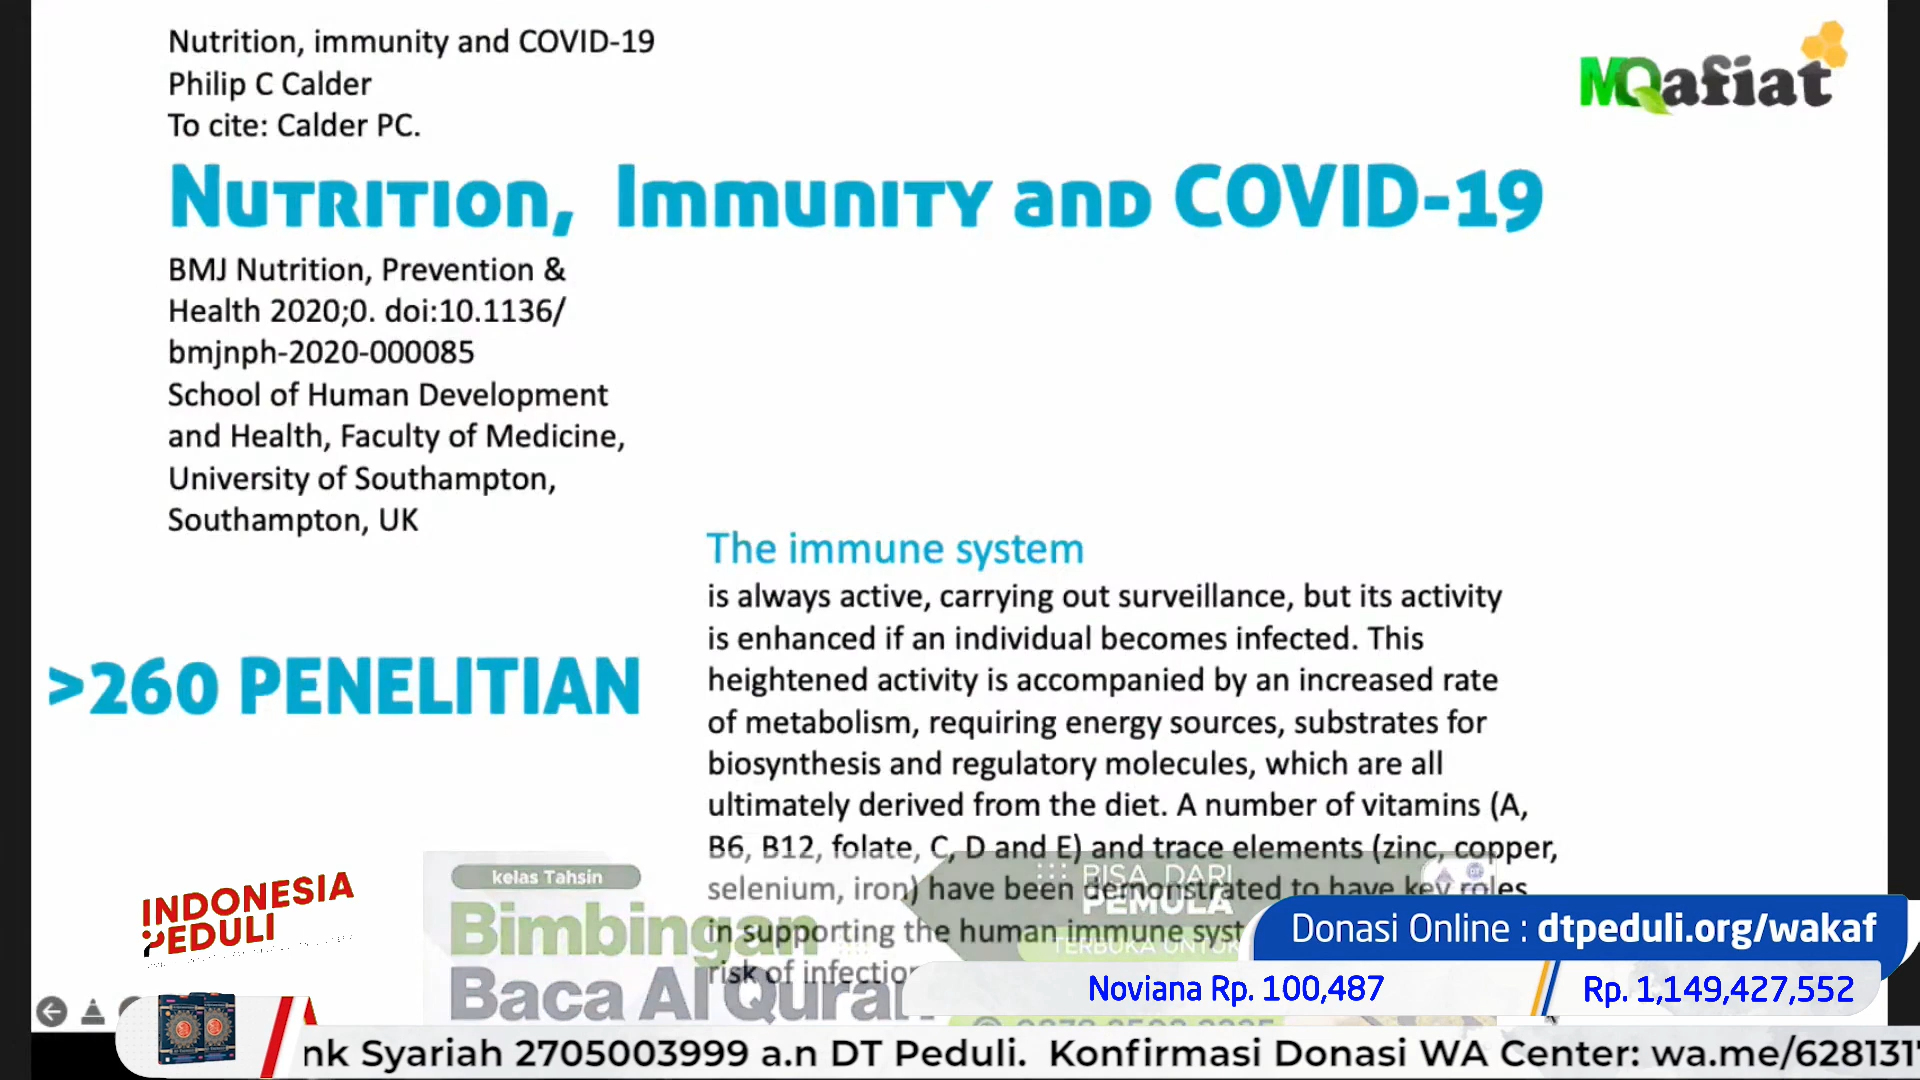 Nutrition, immunity and COVID-19
Philip C Calder
To cite: Calder PC.
MQafiat
Nutrition, Immunity and COVID-19
BMJ Nutrition, Prevention &
Health 2020;0. doi:10.1136/
bmjnph-2020-000085
School of Human Development
and Health, Faculty of Medicine,
University of Southampton,
Southampton, UK
>260 PENELITIAN
The immune system
is always active, carrying out surveillance, but its activity
is enhanced if an individual becomes infected. This
heightened activity is accompanied by an increased rate
of metabolism, requiring energy sources, substrates for
biosynthesis and regulatory molecules, which are all
ultimately derived from the diet. A number of vitamins (A,
B6, B12, folate, C, D and E) and trace elements (zinc, copper,
selenium, iron) have been demonstrated to have key roles
in supporting the human immune
risk of
INDONESIA
PEDULI
kelas Tahsin
Bimbingan
Baca Al Quran
BISA DARI
PEMULA
TERBUKA UNTUK
Donasi Online : dtpeduli.org/wakaf
Noviana Rp. 100,487
Rp. 1,149,427,552
nk Syariah 2705003999 a.n DT Peduli. Konfirmasi Donasi WA Center: wa.me/628131